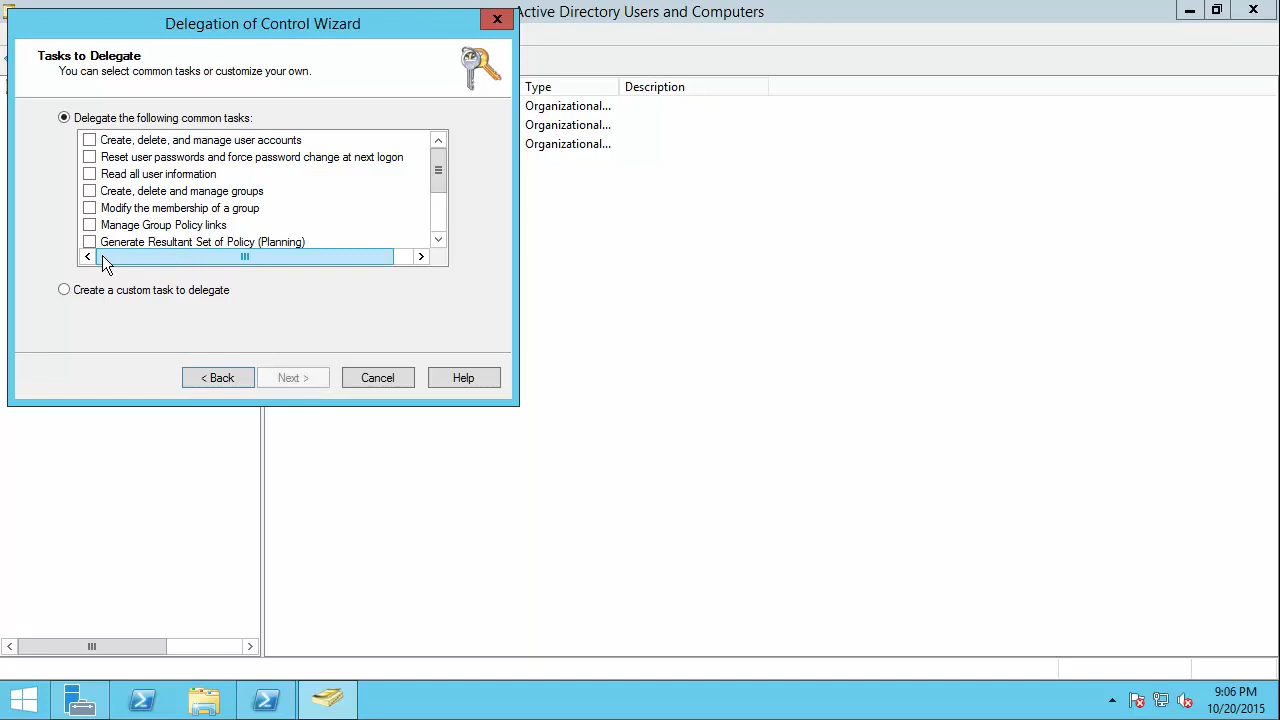 Delegation of Control Wizard
X
Active Directory Users and Computers
Tasks to Delegate
You can select common tasks or customize your own.
Delegate the following common tasks:
Create, delete, and manage user accounts
Reset user passwords and force password change at next logon
Read all user information
Create, delete and manage groups
Modify the membership of a group
Manage Group Policy links
Generate Resultant Set of Policy (Planning)
Create a custom task to delegate
< Back
Next >
Cancel
Help
Type
Description
Organizational...
Organizational...
Organizational...
9:06 PM
10/20/2015